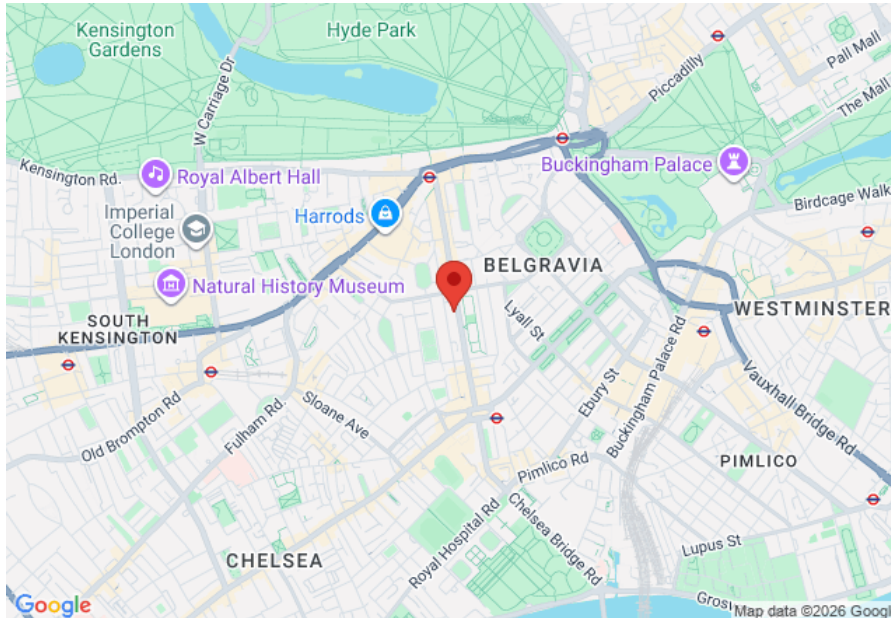 Kensington
Gardens
Hyde Park
Pall Mall
Piccadilly
The Mall
W Carriage Dr
Kensington Rd.
Royal Albert Hall
Buckingham Palace
Birdcage Walk
Imperial
College
London
Harrods
Natural History Museum
BELGRAVIA
Lyall St
WESTMINSTER
SOUTH
KENSINGTON
Buckingham Palace Rd
Ebury St
Vauxhall Bridge Rd
Old Brompton Rd
Fulham Rd.
Sloane Ave
Pimlico Rd
PIMLICO
Royal Hospital Rd
Chelsea Bridge Rd
Lupus St
CHELSEA
Grosv
Google
Map data ©2026 Googl